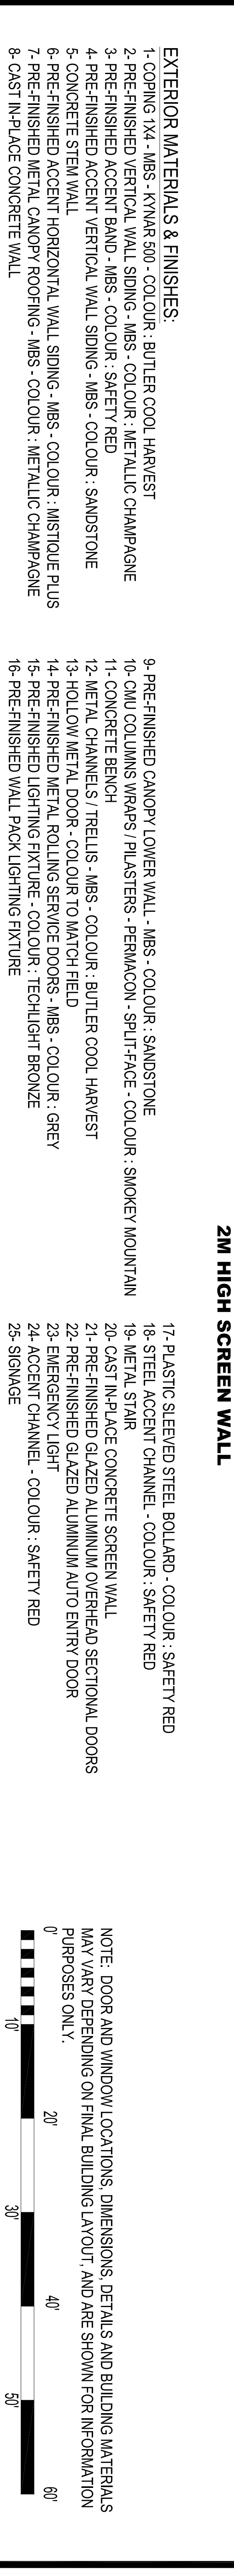 2M HIGH SCREEN WALL
EXTERIOR MATERIALS & FINISHES:
1- COPING 1X4 - MBS - KYNAR 500 - COLOUR : BUTLER COOL HARVEST
2- PRE-FINISHED VERTICAL WALL SIDING - MBS - COLOUR : METALLIC CHAMPAGNE
3- PRE-FINSIHED ACCENT BAND - MBS - COLOUR : SAFETY RED
4- PRE-FINSIHED ACCENT VERTICAL WALL SIDING - MBS - COLOUR : SANDSTONE
5- CONCRETE STEM WALL
6- PRE-FINSIHED ACCENT HORIZONTAL WALL SIDING - MBS - COLOUR : MISTIQUE PLUS
7- PRE-FINISHED METAL CANOPY ROOFING - MBS - COLOUR : METALLIC CHAMPAGNE
8- CAST IN-PLACE CONCRETE WALL
9- PRE-FINISHED CANOPY LOWER WALL - MBS - COLOUR : SANDSTONE
10- CMU COLUMNS WRAPS / PILASTERS - PERMACON - SPLIT-FACE - COLOUR : SMOKEY MOUNTAIN
11- CONCRETE BENCH
12- METAL CHANNELS / TRELLIS - MBS - COLOUR : BUTLER COOL HARVEST
13- HOLLOW METAL DOOR - COLOUR TO MATCH FIELD
14- PRE-FINISHED METAL ROLLING SERVICE DOORS - MBS - COLOUR : GREY
15- PRE-FINISHED LIGHTING FIXTURE - COLOUR : TECHLIGHT BRONZE
16- PRE-FINISHED WALL PACK LIGHTING FIXTURE
17- PLASTIC SLEEVED STEEL BOLLARD - COLOUR : SAFETY RED
18- STEEL ACCENT CHANNEL - COLOUR : SAFETY RED
19- METAL STAIR
20- CAST IN-PLACE CONCRETE SCREEN WALL
21- PRE-FINISHED GLAZED ALUMINUM OVERHEAD SECTIONAL DOORS
22- PRE-FINISHED GLAZED ALUMINUM AUTO ENTRY DOOR
23- EMERGENCY LIGHT
24- ACCENT CHANNEL - COLOUR : SAFETY RED
25- SIGNAGE
NOTE: DOOR AND WINDOW LOCATIONS, DIMENSIONS, DETAILS AND BUILDING MATERIALS
MAY VARY DEPENDING ON FINAL BUILDING LAYOUT, AND ARE SHOWN FOR INFORMATION
PURPOSES ONLY.
0' 20' 40' 60'
10' 30' 50'